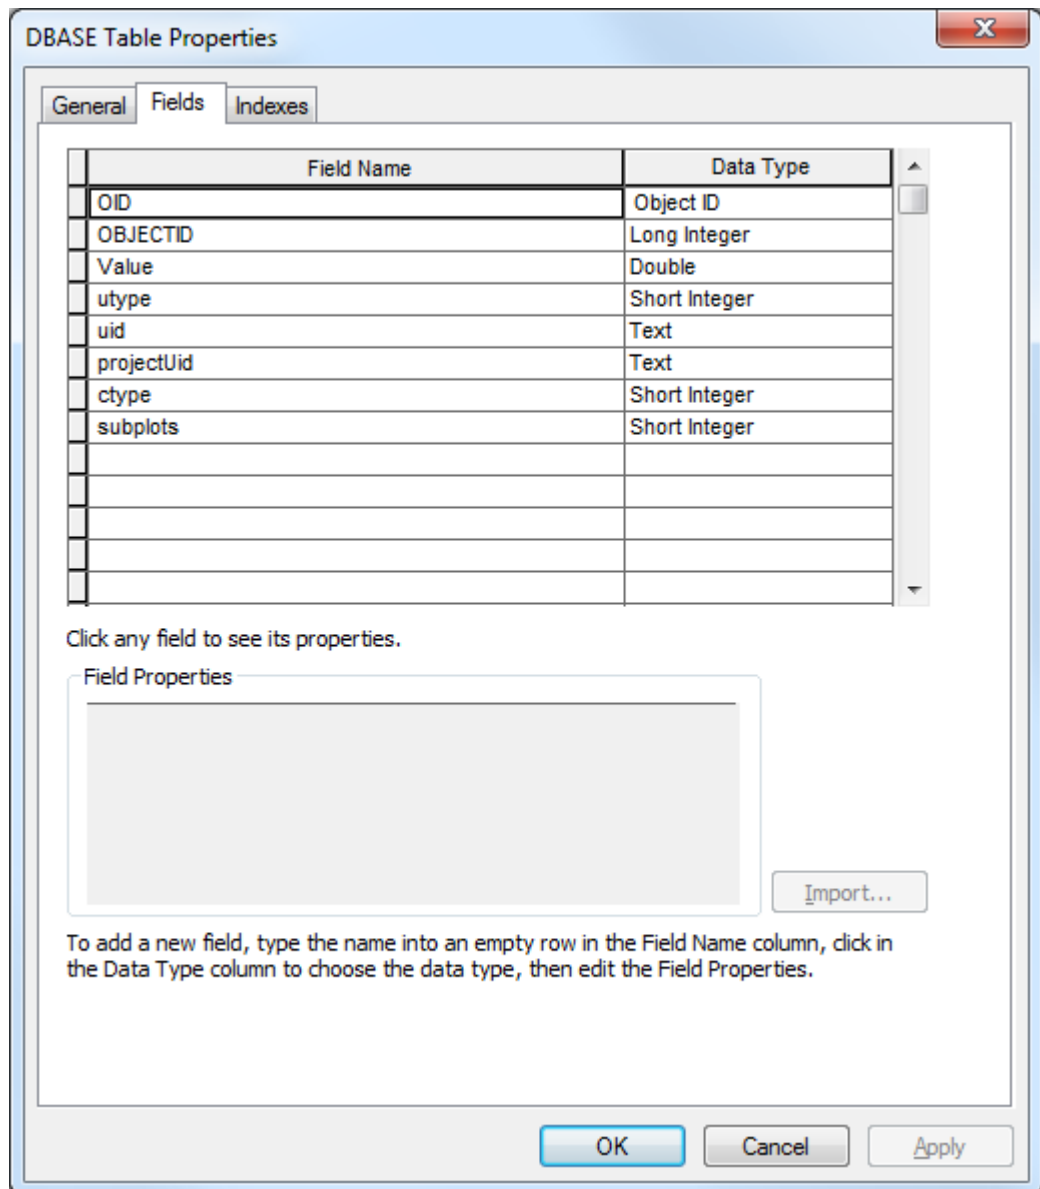 DBASE Table Properties
General Fields Indexes
Field Name Data Type
OID Object ID
OBJECTID Long Integer
Value Double
utype Short Integer
uid Text
projectUid Text
ctype Short Integer
subplots Short Integer
Click any field to see its properties.
Field Properties
Import...
To add a new field, type the name into an empty row in the Field Name column, click in
the Data Type column to choose the data type, then edit the Field Properties.
OK Cancel Apply